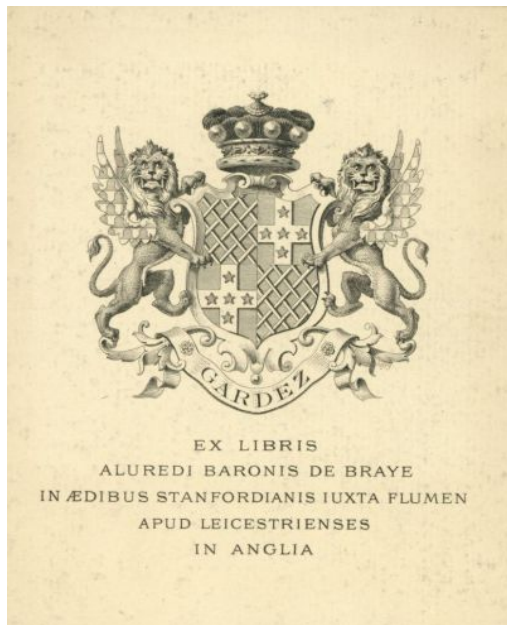 GARDEZ
EX LIBRIS
ALUREDI BARONIS DE BRAYE
IN ÆDIBUS STANFORDIANIS IUXTA FLUMEN
APUD LEICESTRIENSES
IN ANGLIA